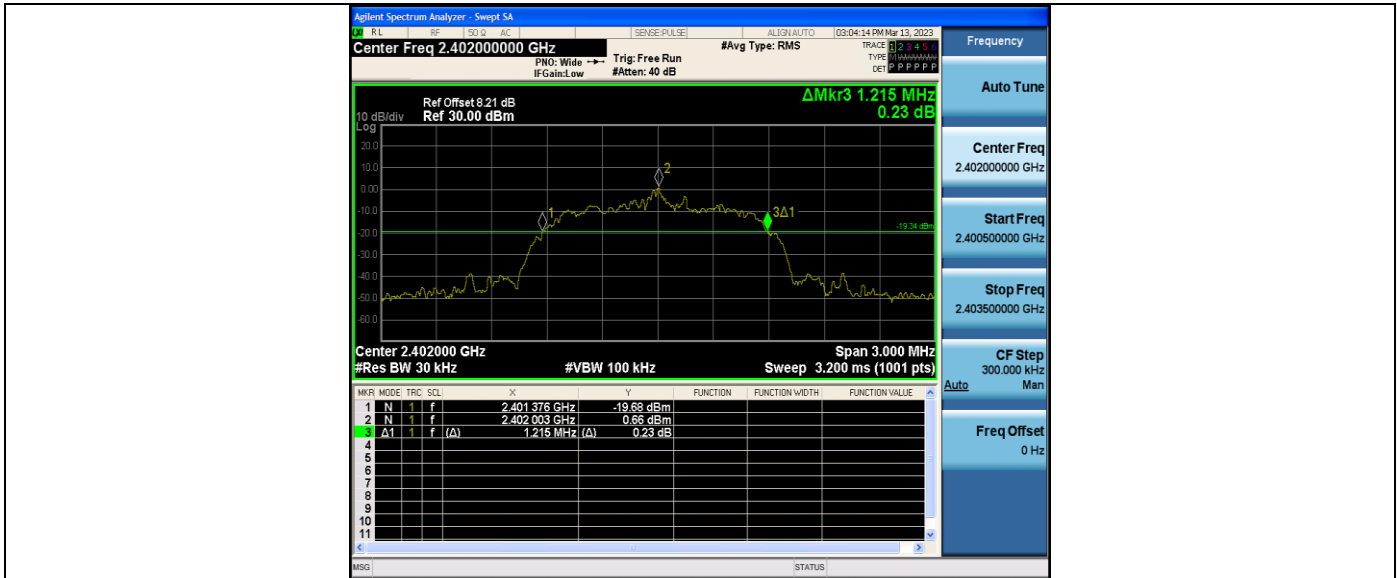 Agilent Spectrum Analyzer - Swept SA
RL RF 50 Ω AC SENSE:PULSE ALIGN AUTO 03:04:14 PM Mar 13, 2023
Center Freq 2.402000000 GHz #Avg Type: RMS TRACE 1 2 3 4 5 6
PNO: Wide Trig: Free Run TYPE M
IFGain:Low #Atten: 40 dB DET P P P P P P
ΔMkr3 1.215 MHz
0.23 dB
Ref Offset 8.21 dB
10 dB/div Ref 30.00 dBm
Log
20.0
10.0
0.00
-10.0
-20.0
-30.0
-40.0
-50.0
-60.0
1
2
3Δ1
-19.34 dBm
Center 2.402000 GHz Span 3.000 MHz
#Res BW 30 kHz #VBW 100 kHz Sweep 3.200 ms (1001 pts)
MKR MODE TRC SCL X Y FUNCTION FUNCTION WIDTH FUNCTION VALUE
1 N 1 f 2.401 376 GHz -19.68 dBm
2 N 1 f 2.402 003 GHz 0.66 dBm
3 Δ1 1 f (Δ) 1.215 MHz (Δ) 0.23 dB
4
5
6
7
8
9
10
11
MSG STATUS
Frequency
Auto Tune
Center Freq
2.402000000 GHz
Start Freq
2.400500000 GHz
Stop Freq
2.403500000 GHz
CF Step
300.000 kHz
Auto Man
Freq Offset
0 Hz